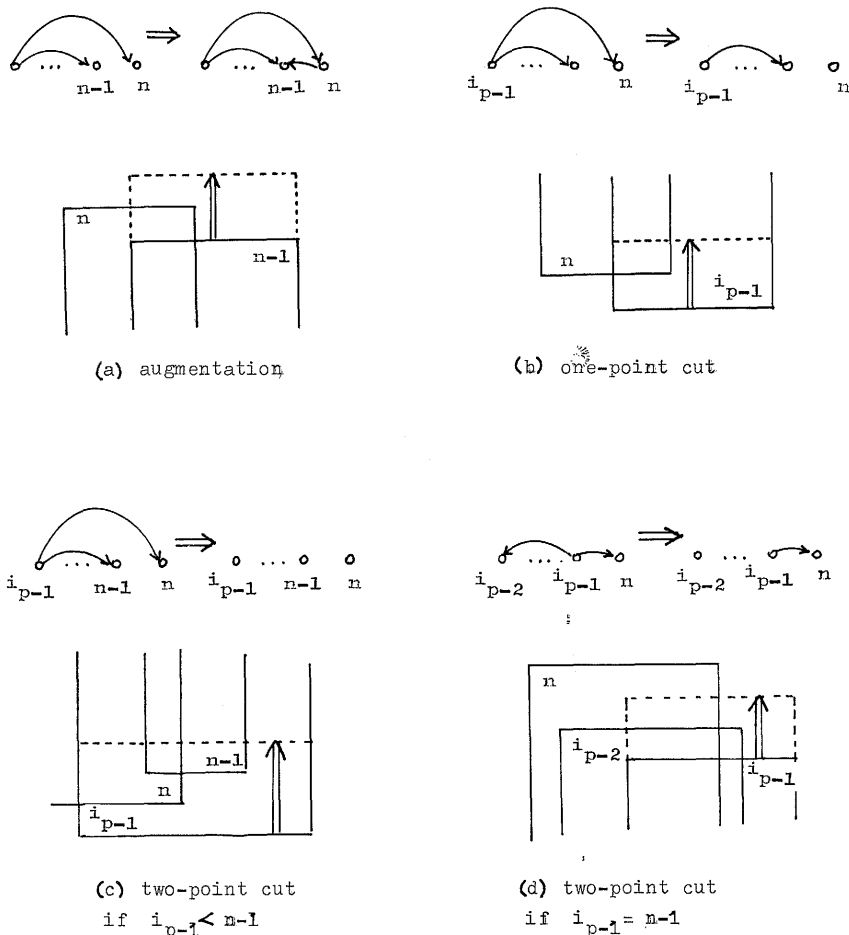 ... n-1 n ⇒ ... n-1 n
n
n-1
(a) augmentation
i_{p-1} ... n ⇒ i_{p-1} ... n
n
i_{p-1}
(b) one-point cut
i_{p-1} ... n-1 n ⇒ i_{p-1} ... n-1 n
n-1
n
i_{p-1}
(c) two-point cut
if i_{p-1} < n-1
i_{p-2} ... i_{p-1} n ⇒ i_{p-2} ... i_{p-1} n
n
i_{p-2}
i_{p-1}
(d) two-point cut
if i_{p-1} = n-1